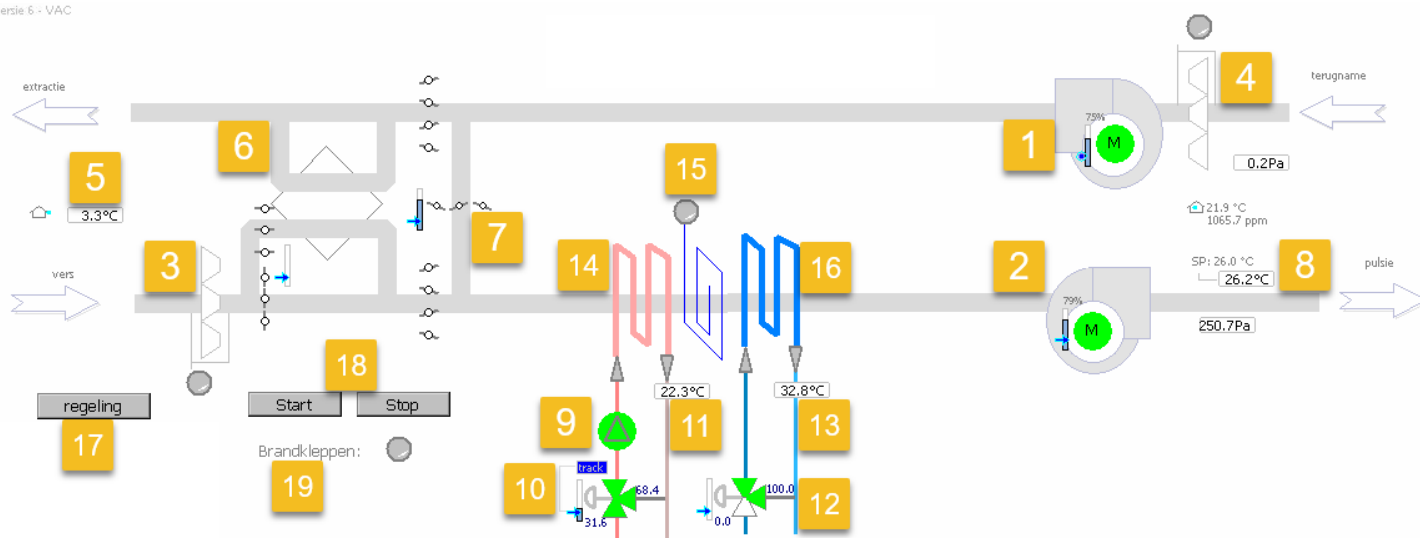 ersie 6 - VAC
4
extractie
terugname
6
1
75%
M
15
0.2Pa
5
3.3°C
7
21.9 °C
1065.7 ppm
3
14
16
2
SP: 26.0 °C
8
vers
26.2°C
pulsie
79%
M
250.7Pa
18
22.3°C
32.8°C
regeling
Start
Stop
17
9
11
13
Brandkleppen:
19
10
track
68.4
100.0
12
31.6
0.0